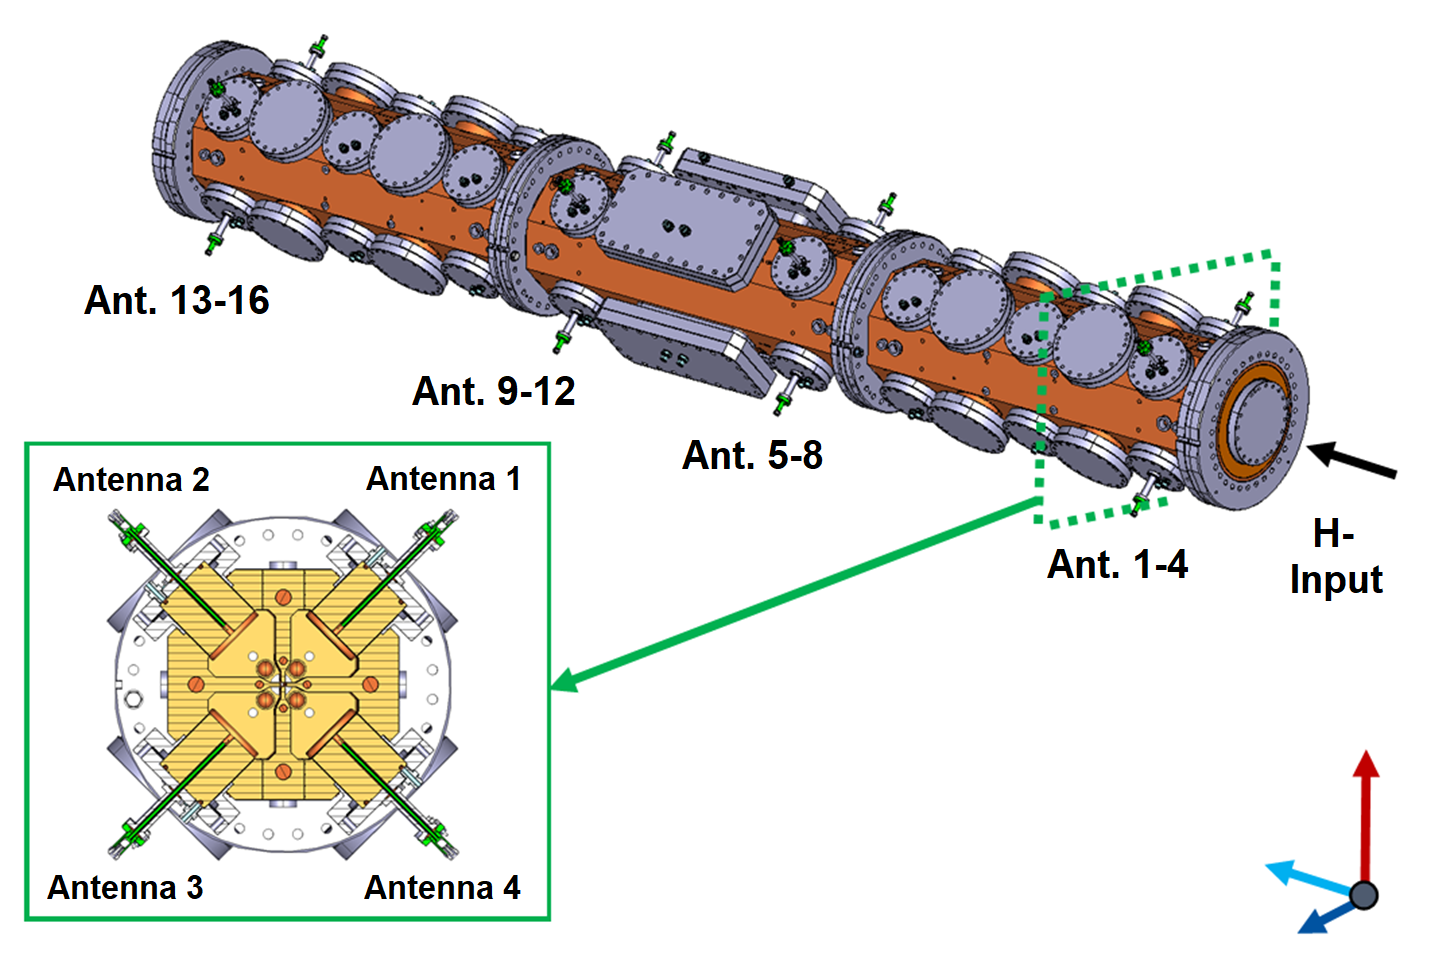 Ant. 13-16
Ant. 9-12
Ant. 5-8
Ant. 1-4
H-
Input
Antenna 2
Antenna 1
Antenna 3
Antenna 4